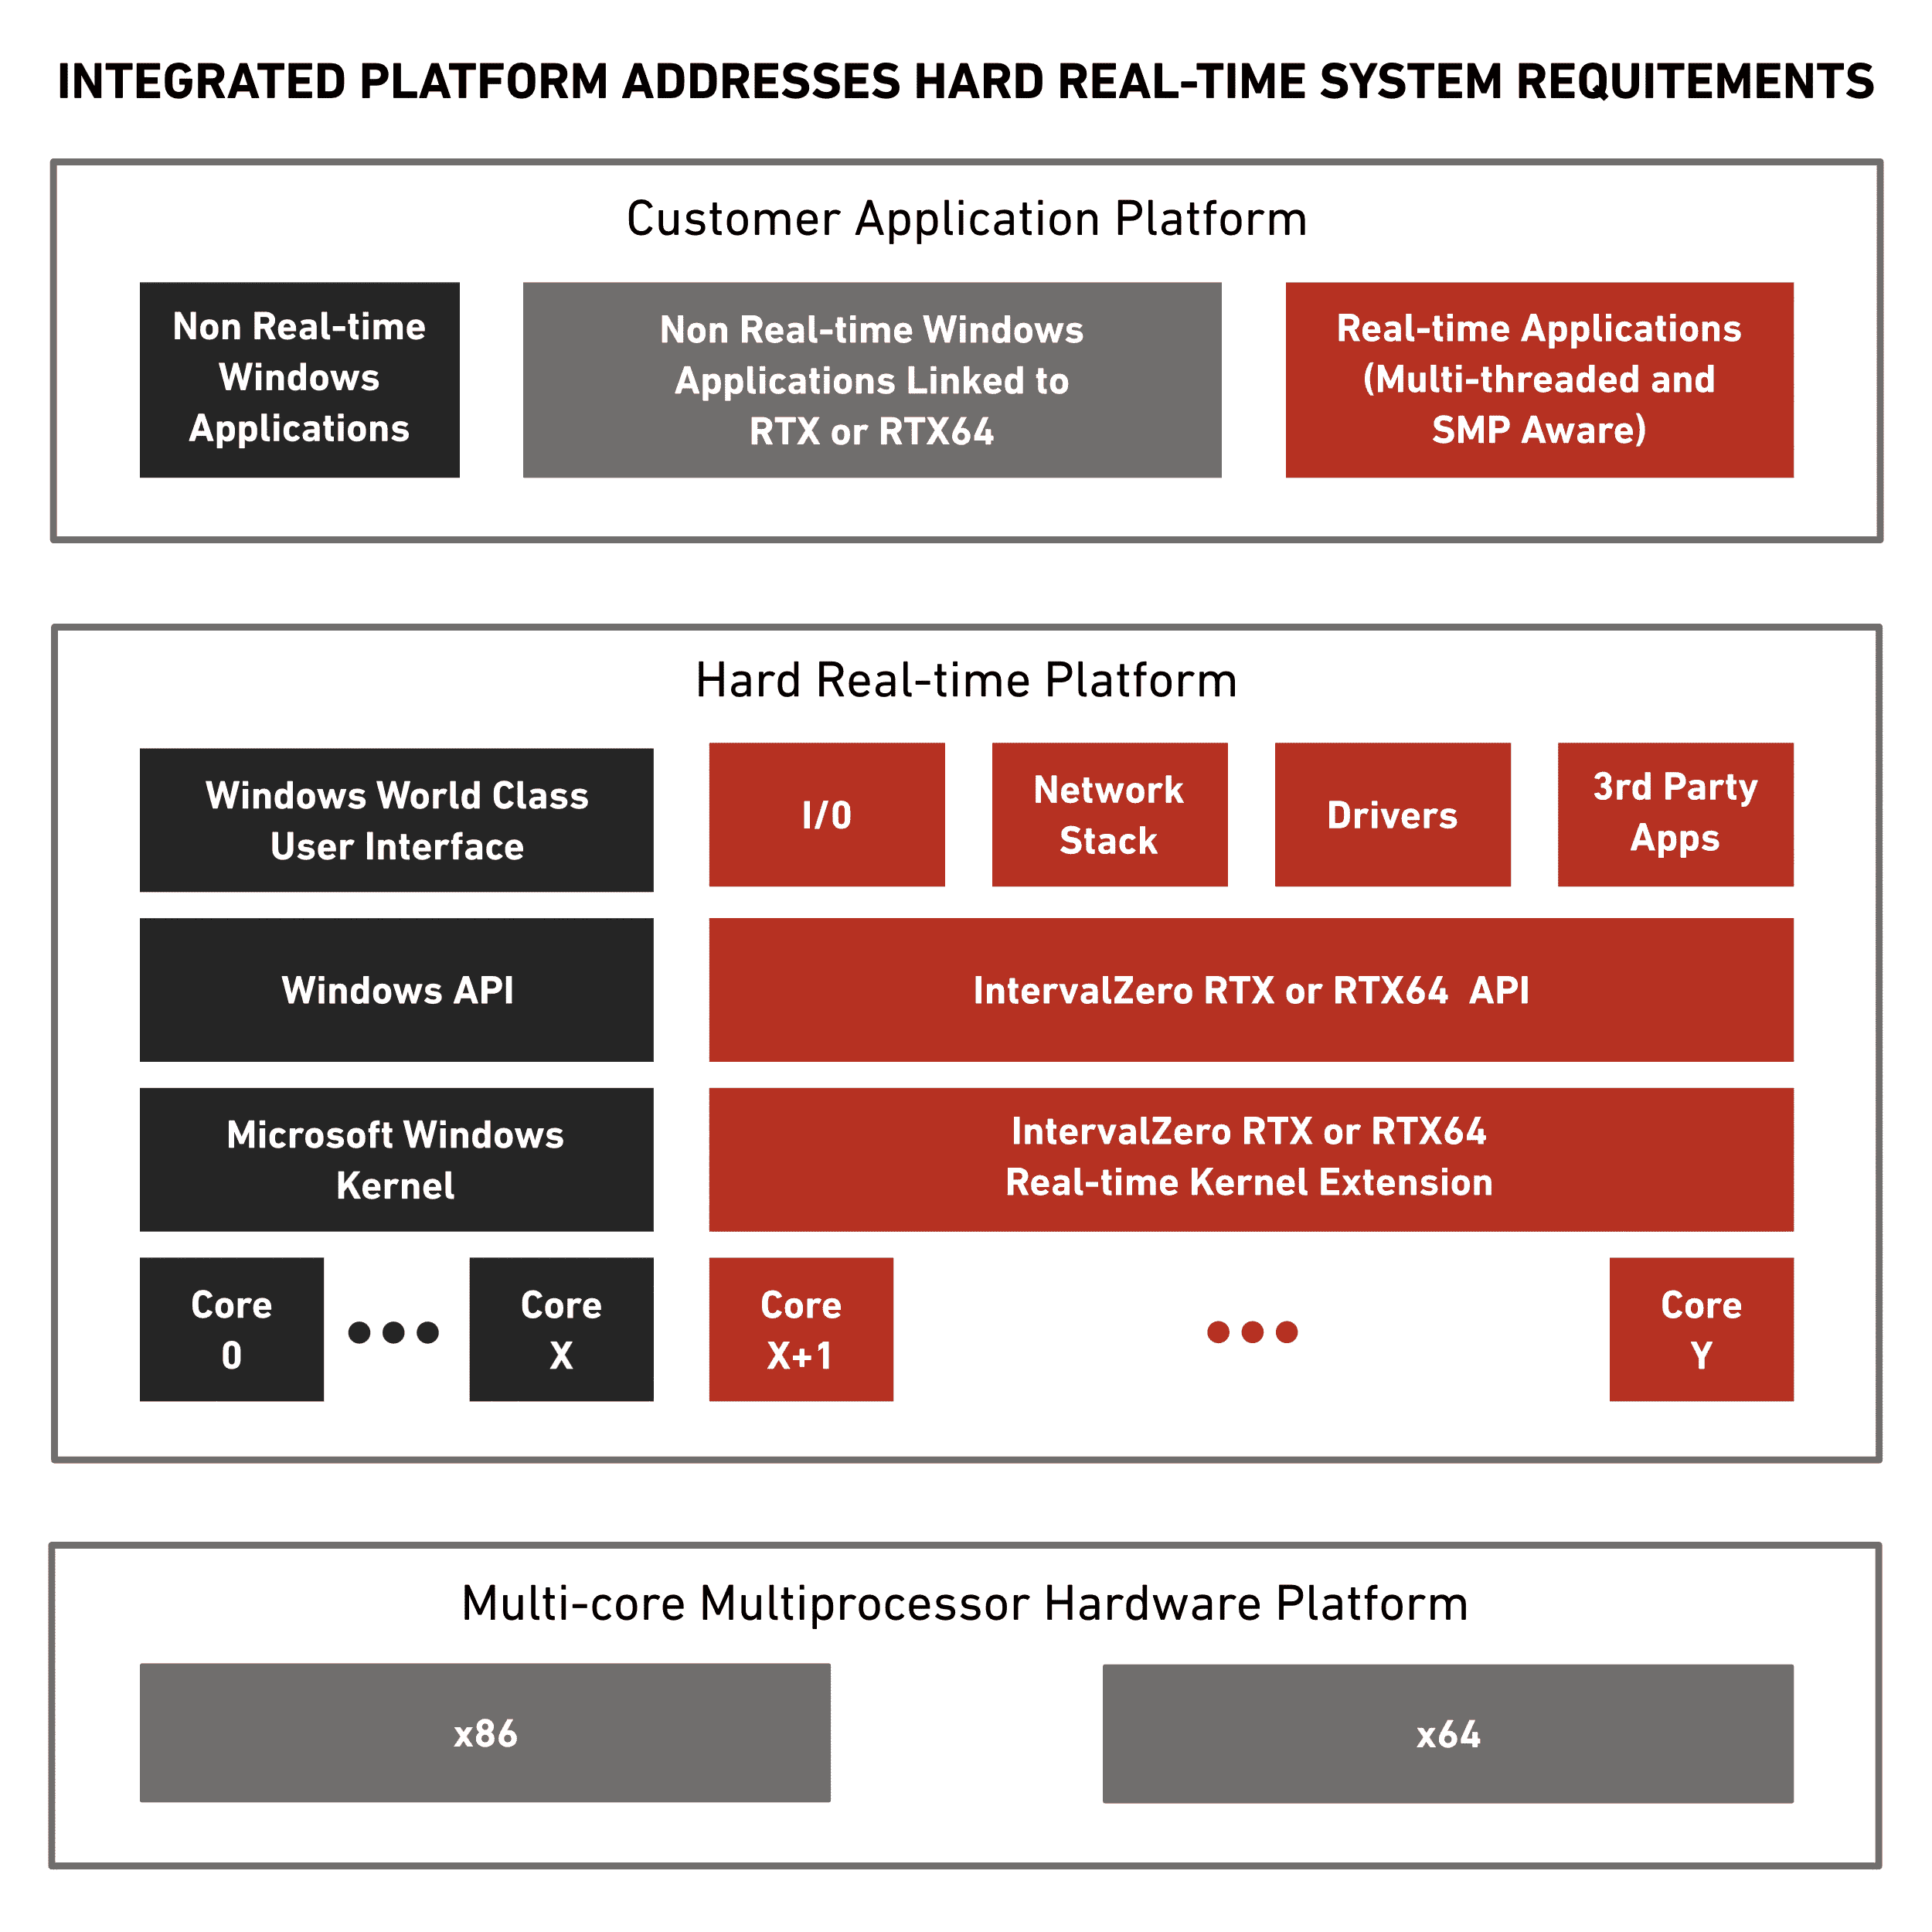 INTEGRATED PLATFORM ADDRESSES HARD REAL-TIME SYSTEM REQUITEMENTS
Customer Application Platform
Non Real-time
Windows
Applications
Non Real-time Windows
Applications Linked to
RTX or RTX64
Real-time Applications
(Multi-threaded and
SMP Aware)
Hard Real-time Platform
Windows World Class
User Interface
I/0
Network
Stack
Drivers
3rd Party
Apps
Windows API
IntervalZero RTX or RTX64 API
Microsoft Windows
Kernel
IntervalZero RTX or RTX64
Real-time Kernel Extension
Core
0
Core
X
Core
X+1
Core
Y
Multi-core Multiprocessor Hardware Platform
x86
x64